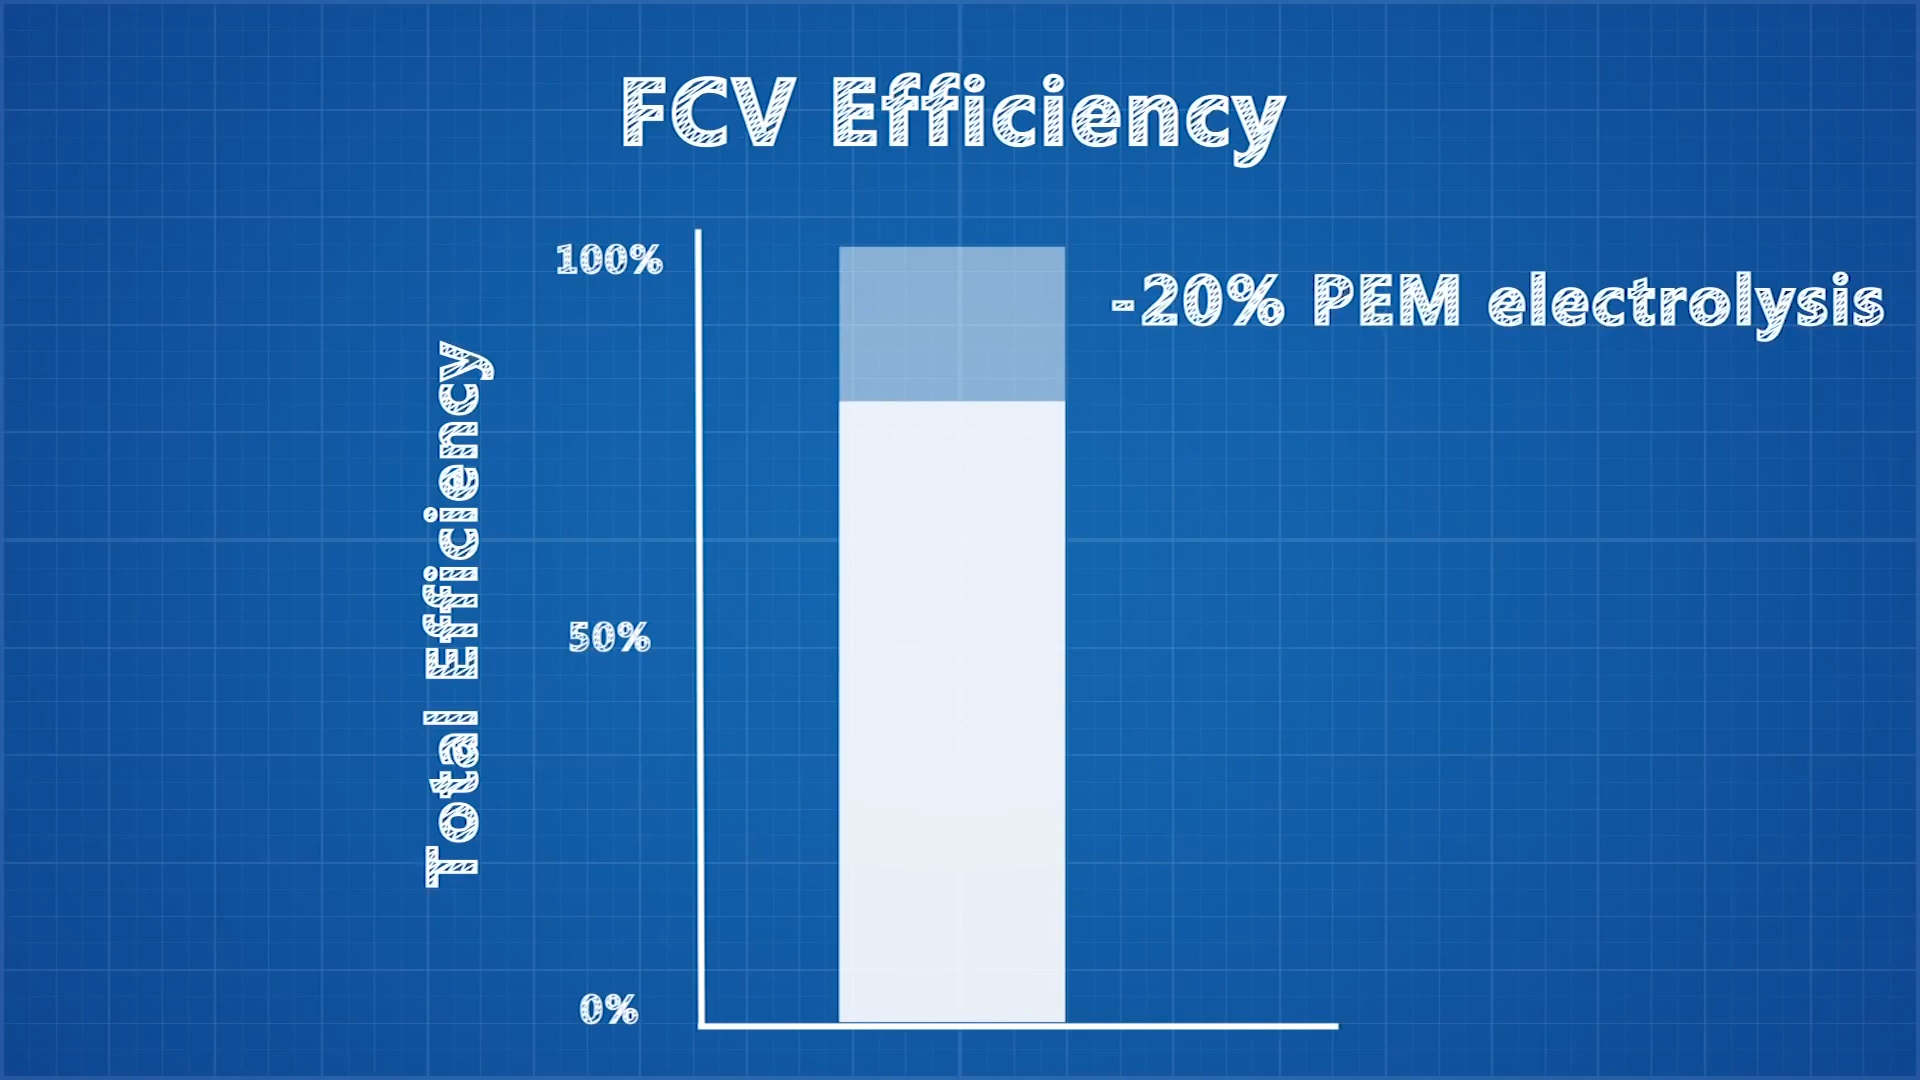 FCV Efficiency
100%
-20% PEM electrolysis
Total Efficiency
50%
0%